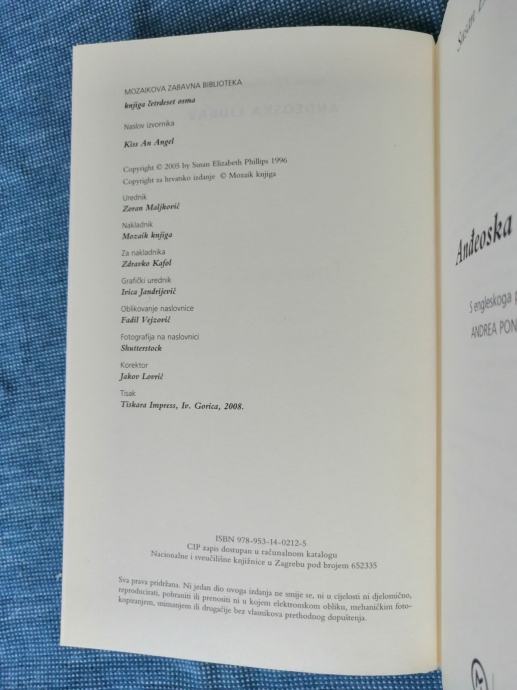 MOZAIKOVA ZABAVNA BIBLIOTEKA
knjiga četrdeset osma
Naslov izvornika
Kiss An Angel
Copyright © 2005 by Susan Elizabeth Phillips 1996
Copyright za hrvatsko izdanje © Mozaik knjiga
Urednik
Zoran Maljković
Nakladnik
Mozaik knjiga
Za nakladnika
Zdravko Kafol
Grafički urednik
Ivica Jandrijević
Oblikovanje naslovnice
Fadil Vejzović
Fotografija na naslovnici
Shutterstock
Korektor
Jakov Lovrić
Tisak
Tiskara Impress, Iv. Gorica, 2008.
ISBN 978-953-14-0212-5
CIP zapis dostupan u računalnom katalogu
Nacionalne i sveučilišne knjižnice u Zagrebu pod brojem 652335
Sva prava pridržana. Ni jedan dio ovoga izdanja ne smije se, ni u cijelosti ni djelomično,
reproducirati, pohraniti ili prenositi ni u kojem elektronskom obliku, mehaničkim foto-
kopiranjem, snimanjem ili drugačije bez vlasnikova prethodnog dopuštenja.
Susan
Anđeoska
S engleskoga
ANDREA PON